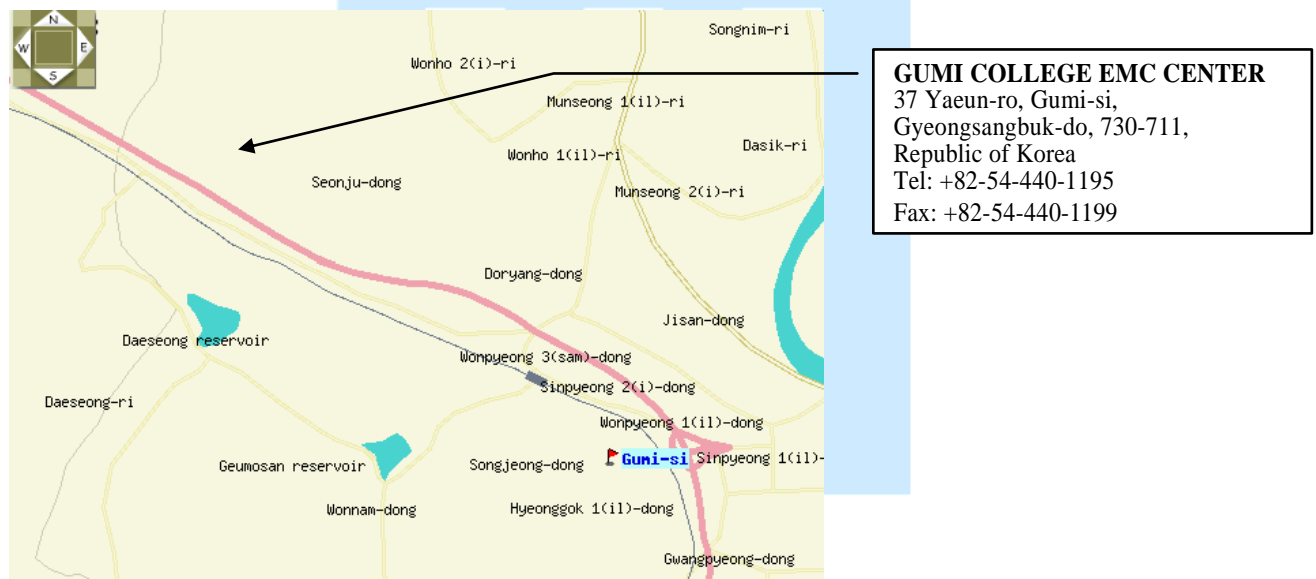 N
W E
S
Songnim-ri
Wonho 2(i)-ri
Munseong 1(il)-ri
Dasik-ri
Wonho 1(il)-ri
Seonju-dong
Munseong 2(i)-ri
Doryang-dong
Jisan-dong
Daeseong reservoir
Wonpyeong 3(sam)-dong
Sinpyeong 2(i)-dong
Daeseong-ri
Wonpyeong 1(il)-dong
Gumi-si
Sinpyeong 1(il)-
Geumosan reservoir
Songjeong-dong
Wonnam-dong
Hyeonggok 1(il)-dong
Gwangpyeong-dong
GUMI COLLEGE EMC CENTER
37 Yaeun-ro, Gumi-si,
Gyeongsangbuk-do, 730-711,
Republic of Korea
Tel: +82-54-440-1195
Fax: +82-54-440-1199